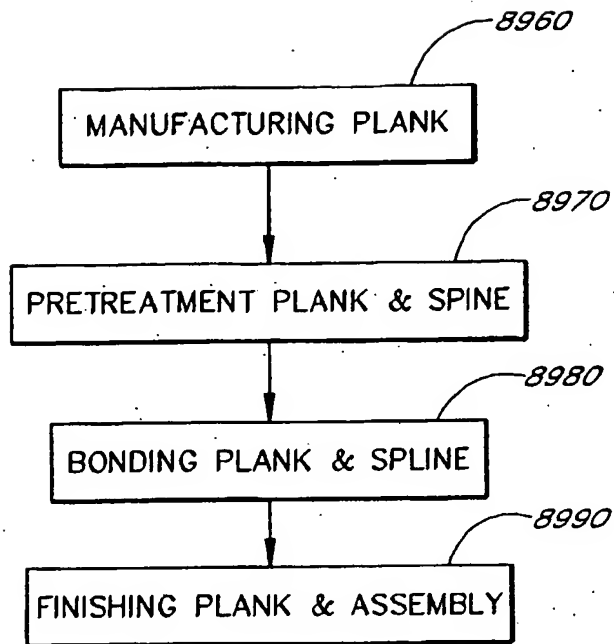 8960
MANUFACTURING PLANK
8970
PRETREATMENT PLANK & SPINE
8980
BONDING PLANK & SPLINE
8990
FINISHING PLANK & ASSEMBLY